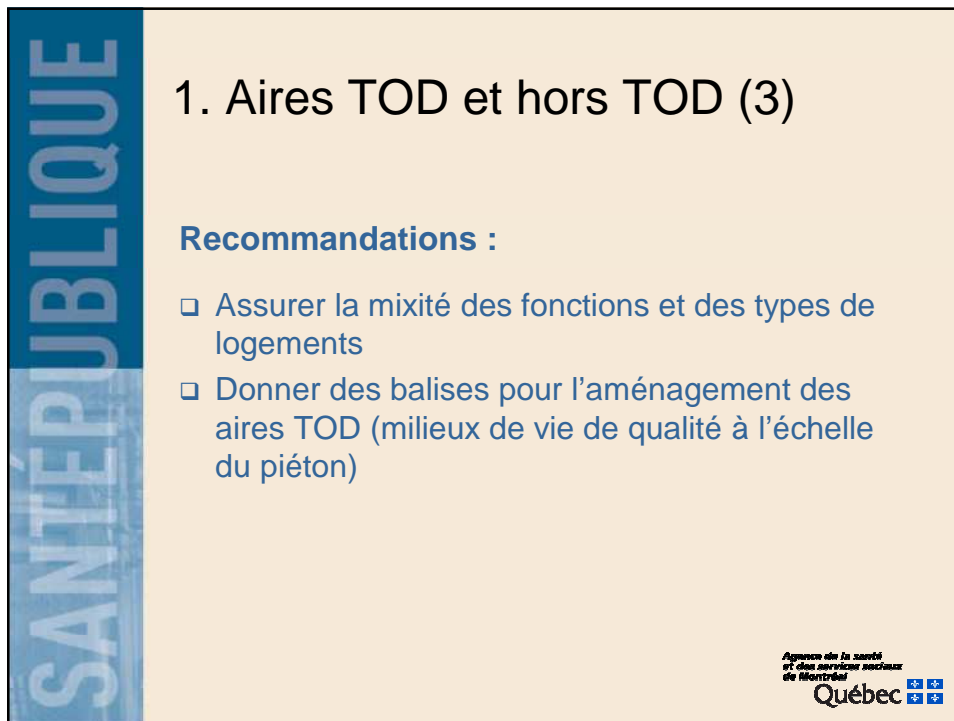 SANTÉPUBLIQUE
1. Aires TOD et hors TOD (3)
Recommandations :
❑ Assurer la mixité des fonctions et des types de
logements
❑ Donner des balises pour l’aménagement des
aires TOD (milieux de vie de qualité à l’échelle
du piéton)
Agence de la santé
et des services sociaux
de Montréal
Québec